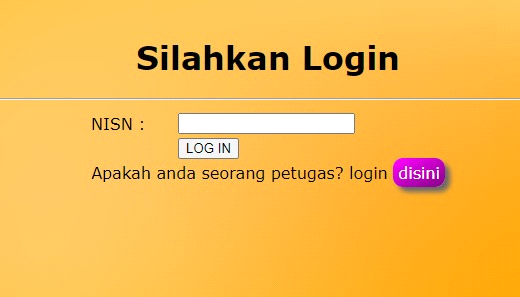 Silahkan Login
NISN :
LOG IN
Apakah anda seorang petugas? login disini